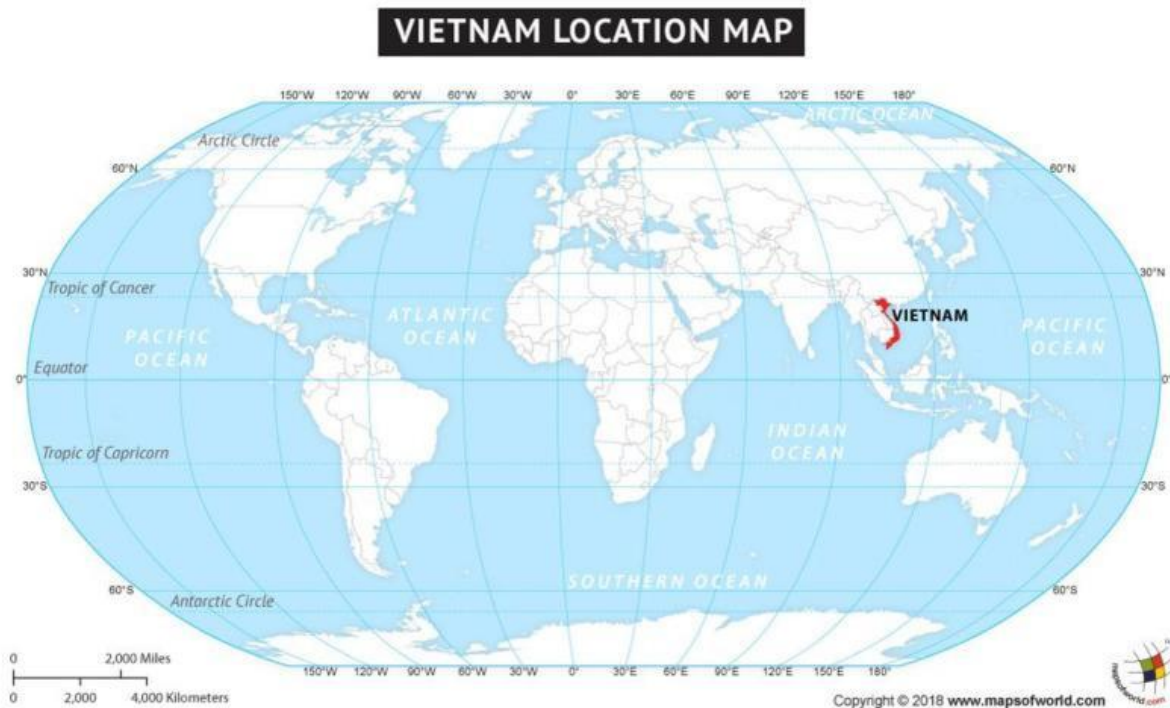 VIETNAM LOCATION MAP
150°W 120°W 90°W 60°W 30°W 0° 30°E 60°E 90°E 120°E 150°E 180°
ARCTIC OCEAN
Arctic Circle
60°N 60°N
30°N 30°N
Tropic of Cancer
VIETNAM
ATLANTIC
OCEAN
PACIFIC
OCEAN
PACIFIC
OCEAN
Equator
0° 0°
INDIAN
OCEAN
Tropic of Capricorn
30°S 30°S
SOUTHERN OCEAN
60°S 60°S
Antarctic Circle
150°W 120°W 90°W 60°W 30°W 0° 30°E 60°E 90°E 120°E 150°E 180°
0 2,000 Miles
0 2,000 4,000 Kilometers
Copyright © 2018 www.mapsofworld.com
mapsofworld.com